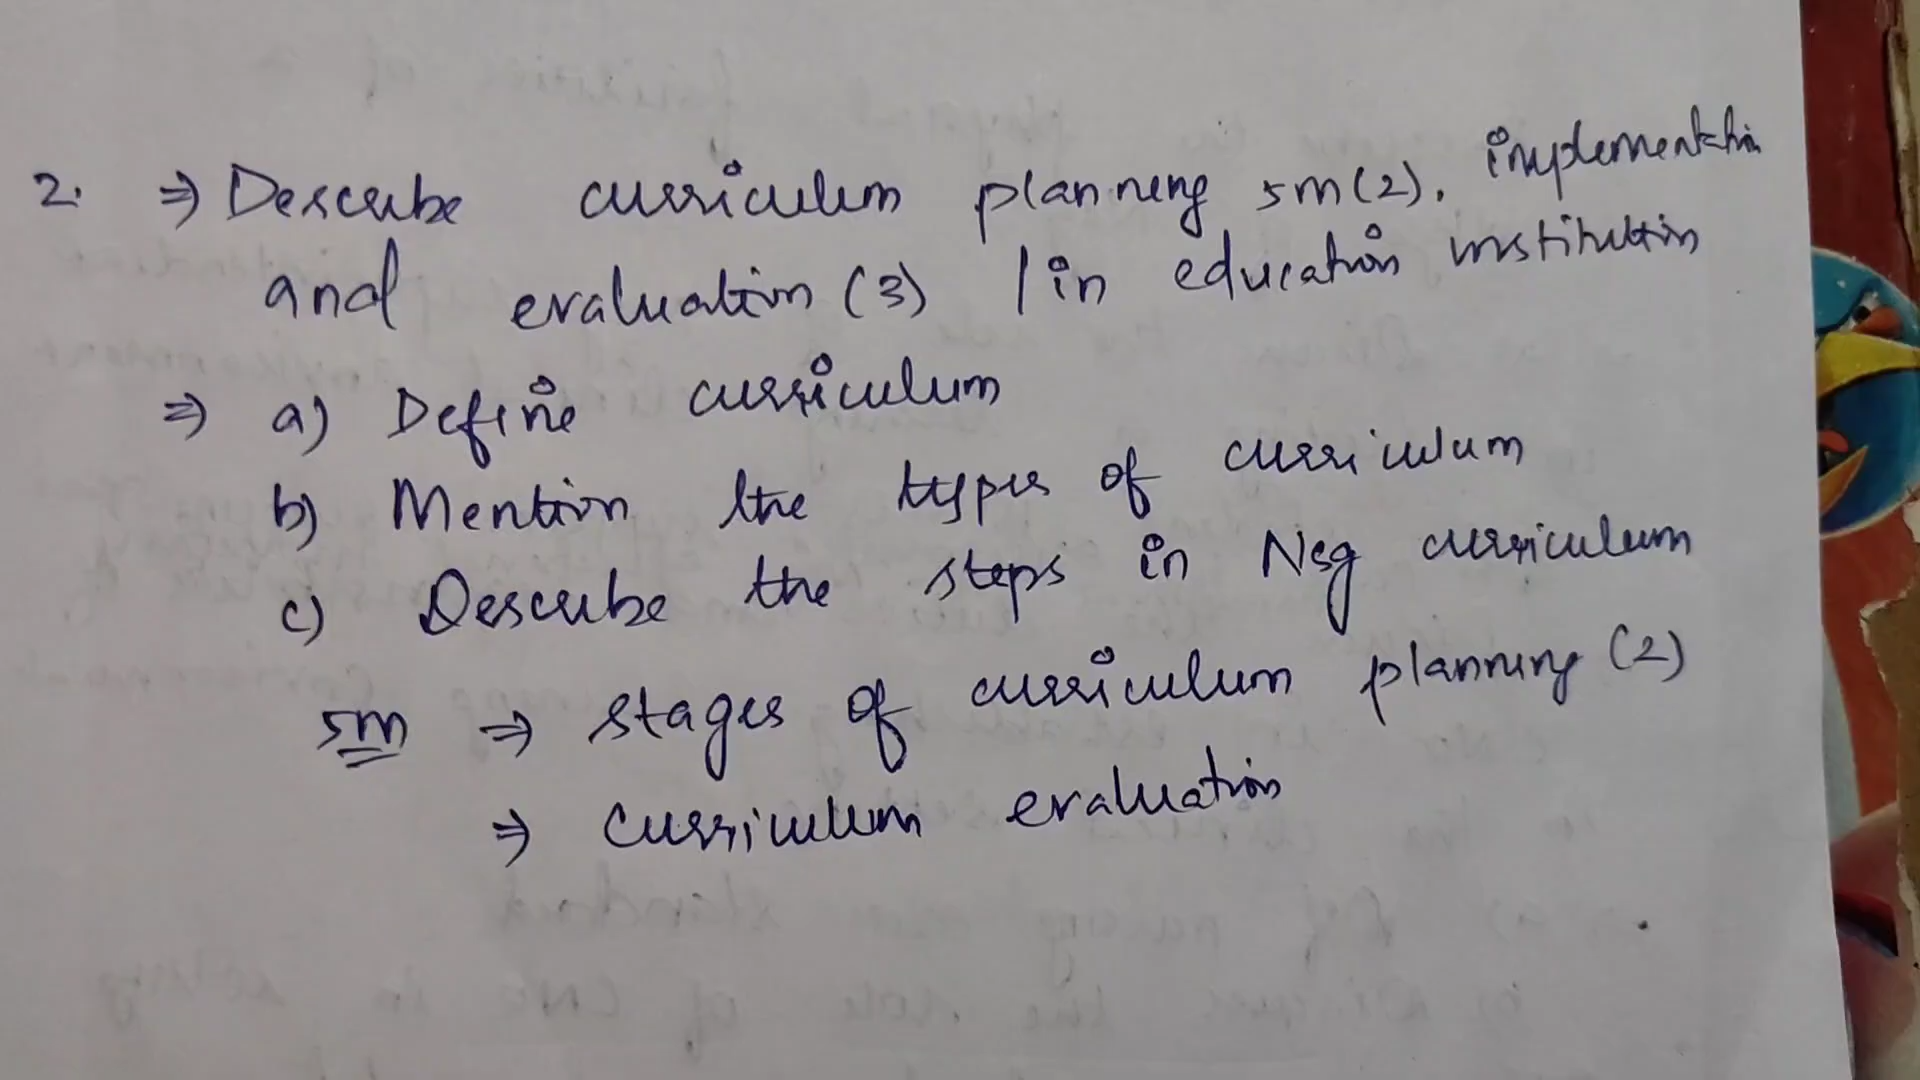 2. ⇒ Describe curriculum planning 5m(2), implementation
and evaluation (3) / in education institution
⇒ a) Define curriculum
b) Mention the types of curriculum
c) Describe the steps in Nsg curriculum
5m ⇒ stages of curriculum planning (2)
⇒ curriculum evaluation